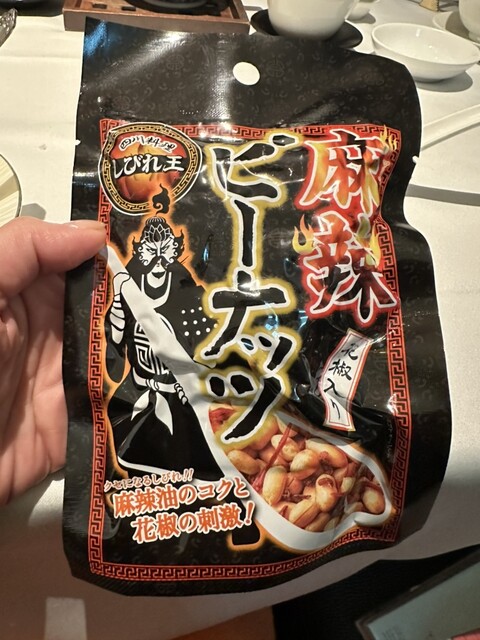 四川料理
しびれ王
麻辣
ピーナッツ
花椒入り
クセになるしびれ!!
麻辣油のコクと
花椒の刺激!